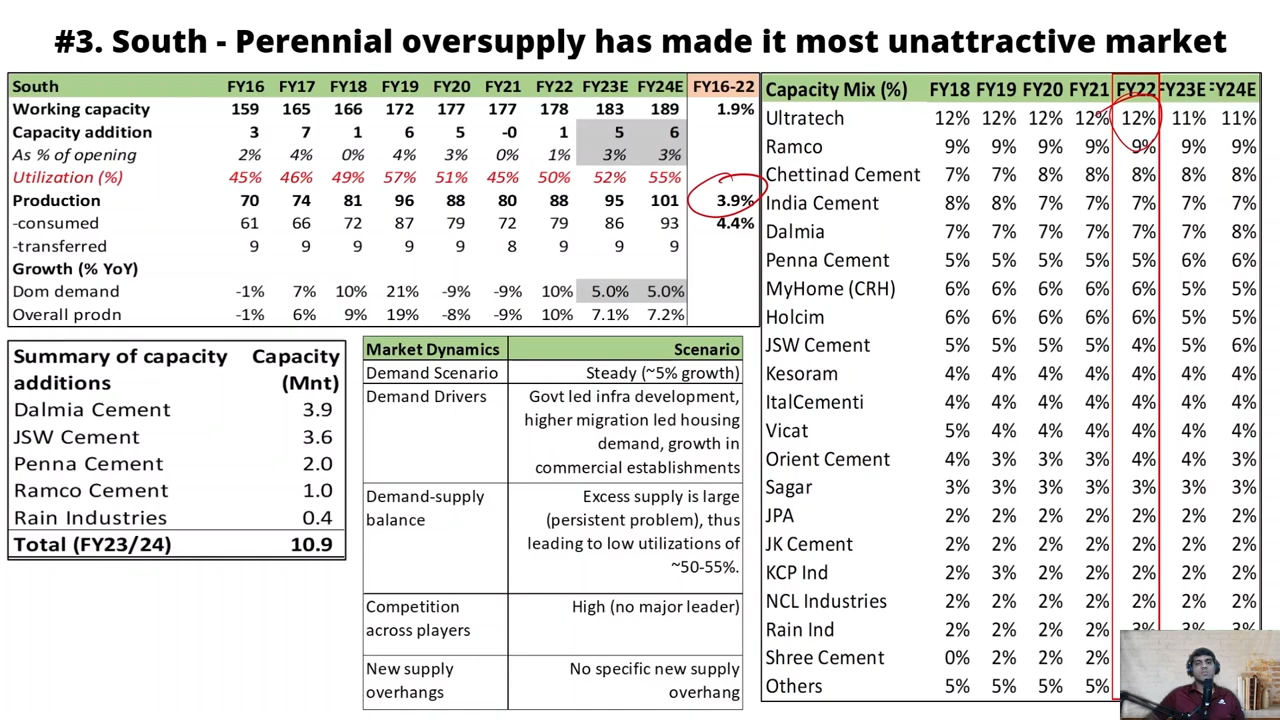 #3. South - Perennial oversupply has made it most unattractive market
South FY16 FY17 FY18 FY19 FY20 FY21 FY22 FY23E FY24E FY16-22
Working capacity 159 165 166 172 177 177 178 183 189 1.9%
Capacity addition 3 7 1 6 5 -0 1 5 6
As % of opening 2% 4% 0% 4% 3% 0% 1% 3% 3%
Utilization (%) 45% 46% 49% 57% 51% 45% 50% 52% 55%
Production 70 74 81 96 88 80 88 95 101 3.9%
-consumed 61 66 72 87 79 72 79 86 93 4.4%
-transferred 9 9 9 9 9 8 9 9 9
Growth (% YoY)
Dom demand -1% 7% 10% 21% -9% -9% 10% 5.0% 5.0%
Overall prodn -1% 6% 9% 19% -8% -9% 10% 7.1% 7.2%
Summary of capacity Capacity
additions (Mnt)
Dalmia Cement 3.9
JSW Cement 3.6
Penna Cement 2.0
Ramco Cement 1.0
Rain Industries 0.4
Total (FY23/24) 10.9
Market Dynamics Scenario
Demand Scenario Steady (~5% growth)
Demand Drivers Govt led infra development,
higher migration led housing
demand, growth in
commercial establishments
Demand-supply Excess supply is large
balance (persistent problem), thus
leading to low utilizations of
~50-55%.
Competition High (no major leader)
across players
New supply No specific new supply
overhangs overhang
Capacity Mix (%) FY18 FY19 FY20 FY21 FY22 FY23E FY24E
Ultratech 12% 12% 12% 12% 12% 11% 11%
Ramco 9% 9% 9% 9% 9% 9% 9%
Chettinad Cement 7% 7% 8% 8% 8% 8% 8%
India Cement 8% 8% 7% 7% 7% 7% 7%
Dalmia 7% 7% 7% 7% 7% 7% 8%
Penna Cement 5% 5% 5% 5% 5% 6% 6%
MyHome (CRH) 6% 6% 6% 6% 6% 5% 5%
Holcim 6% 6% 6% 6% 6% 5% 5%
JSW Cement 5% 5% 5% 5% 4% 5% 6%
Kesoram 4% 4% 4% 4% 4% 4% 4%
ItalCementi 4% 4% 4% 4% 4% 4% 4%
Vicat 5% 4% 4% 4% 4% 4% 4%
Orient Cement 4% 3% 3% 3% 4% 4% 3%
Sagar 3% 3% 3% 3% 3% 3% 3%
JPA 2% 2% 2% 2% 2% 2% 2%
JK Cement 2% 2% 2% 2% 2% 2% 2%
KCP Ind 2% 3% 2% 2% 2% 2% 2%
NCL Industries 2% 2% 2% 2% 2% 2% 2%
Rain Ind 2% 2% 2% 2% 3% 3% 3%
Shree Cement 0% 2% 2% 2%
Others 5% 5% 5% 5%